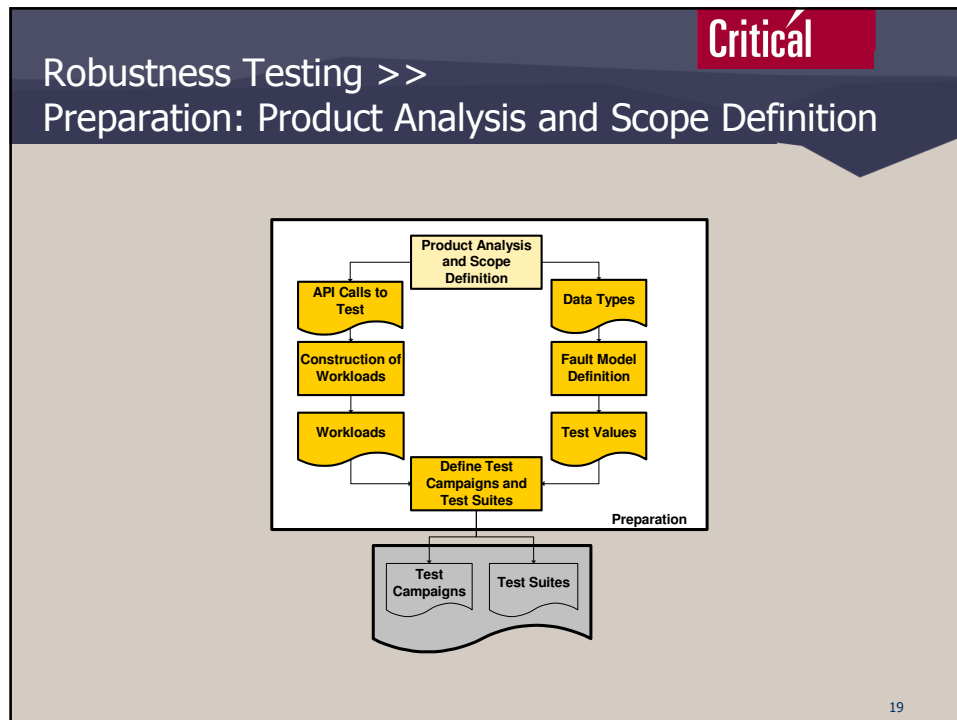 Critical
Robustness Testing >>
Preparation: Product Analysis and Scope Definition
Product Analysis
and Scope
Definition
API Calls to
Test
Data Types
Construction of
Workloads
Fault Model
Definition
Workloads
Test Values
Define Test
Campaigns and
Test Suites
Preparation
Test
Campaigns
Test Suites
19